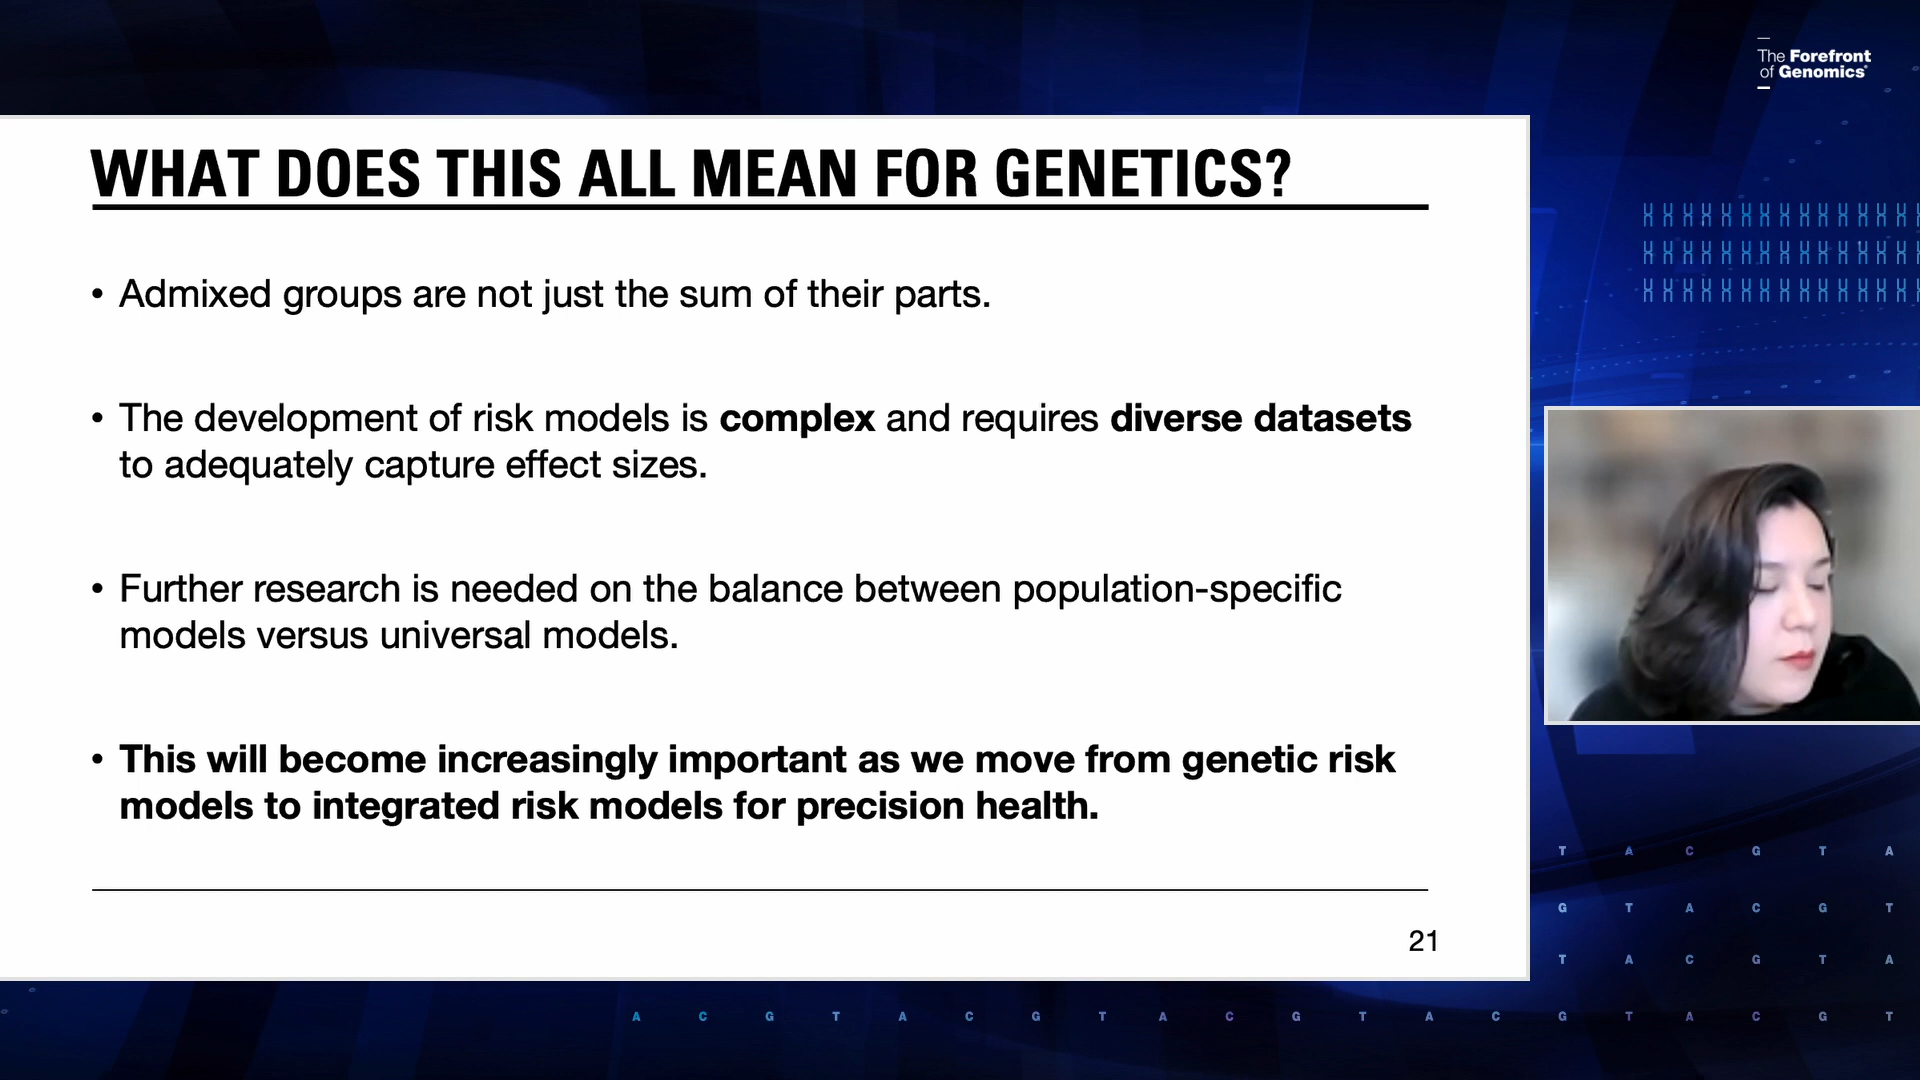 The Forefront
of Genomics®
WHAT DOES THIS ALL MEAN FOR GENETICS?
• Admixed groups are not just the sum of their parts.
• The development of risk models is complex and requires diverse datasets
to adequately capture effect sizes.
• Further research is needed on the balance between population-specific
models versus universal models.
• This will become increasingly important as we move from genetic risk
models to integrated risk models for precision health.
21
T A C G T A
G T A C G T
T A C G T A
A C G T A C G T A C G T A C G T A C G T